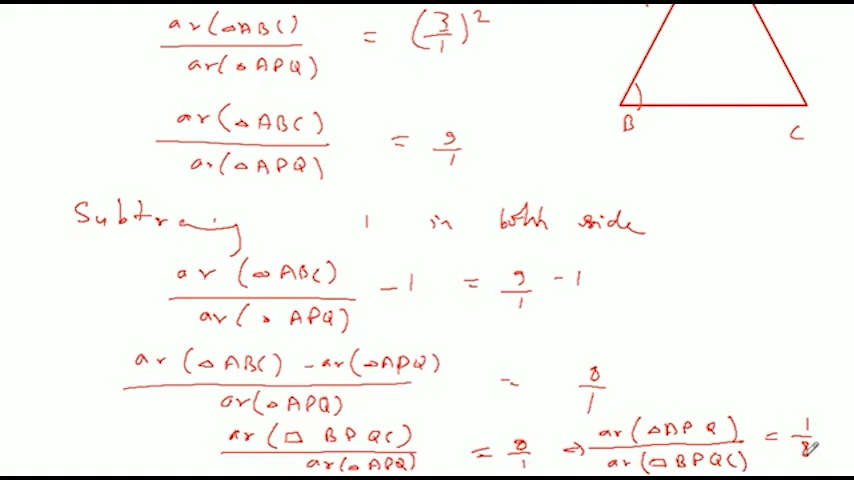 ar(△ABC) / ar(△APQ) = (3/1)²
ar(△ABC) / ar(△APQ) = 9/1
B C
1 in both side
ar(△ABC) / ar(△APQ) - 1 = 9/1 - 1
ar(△ABC) - ar(△APQ) / ar(△APQ) = 8/1
ar(□ BPQC) / ar(△APQ) = 8/1 ⇒ ar(△APQ) / ar(□BPQC) = 1/8